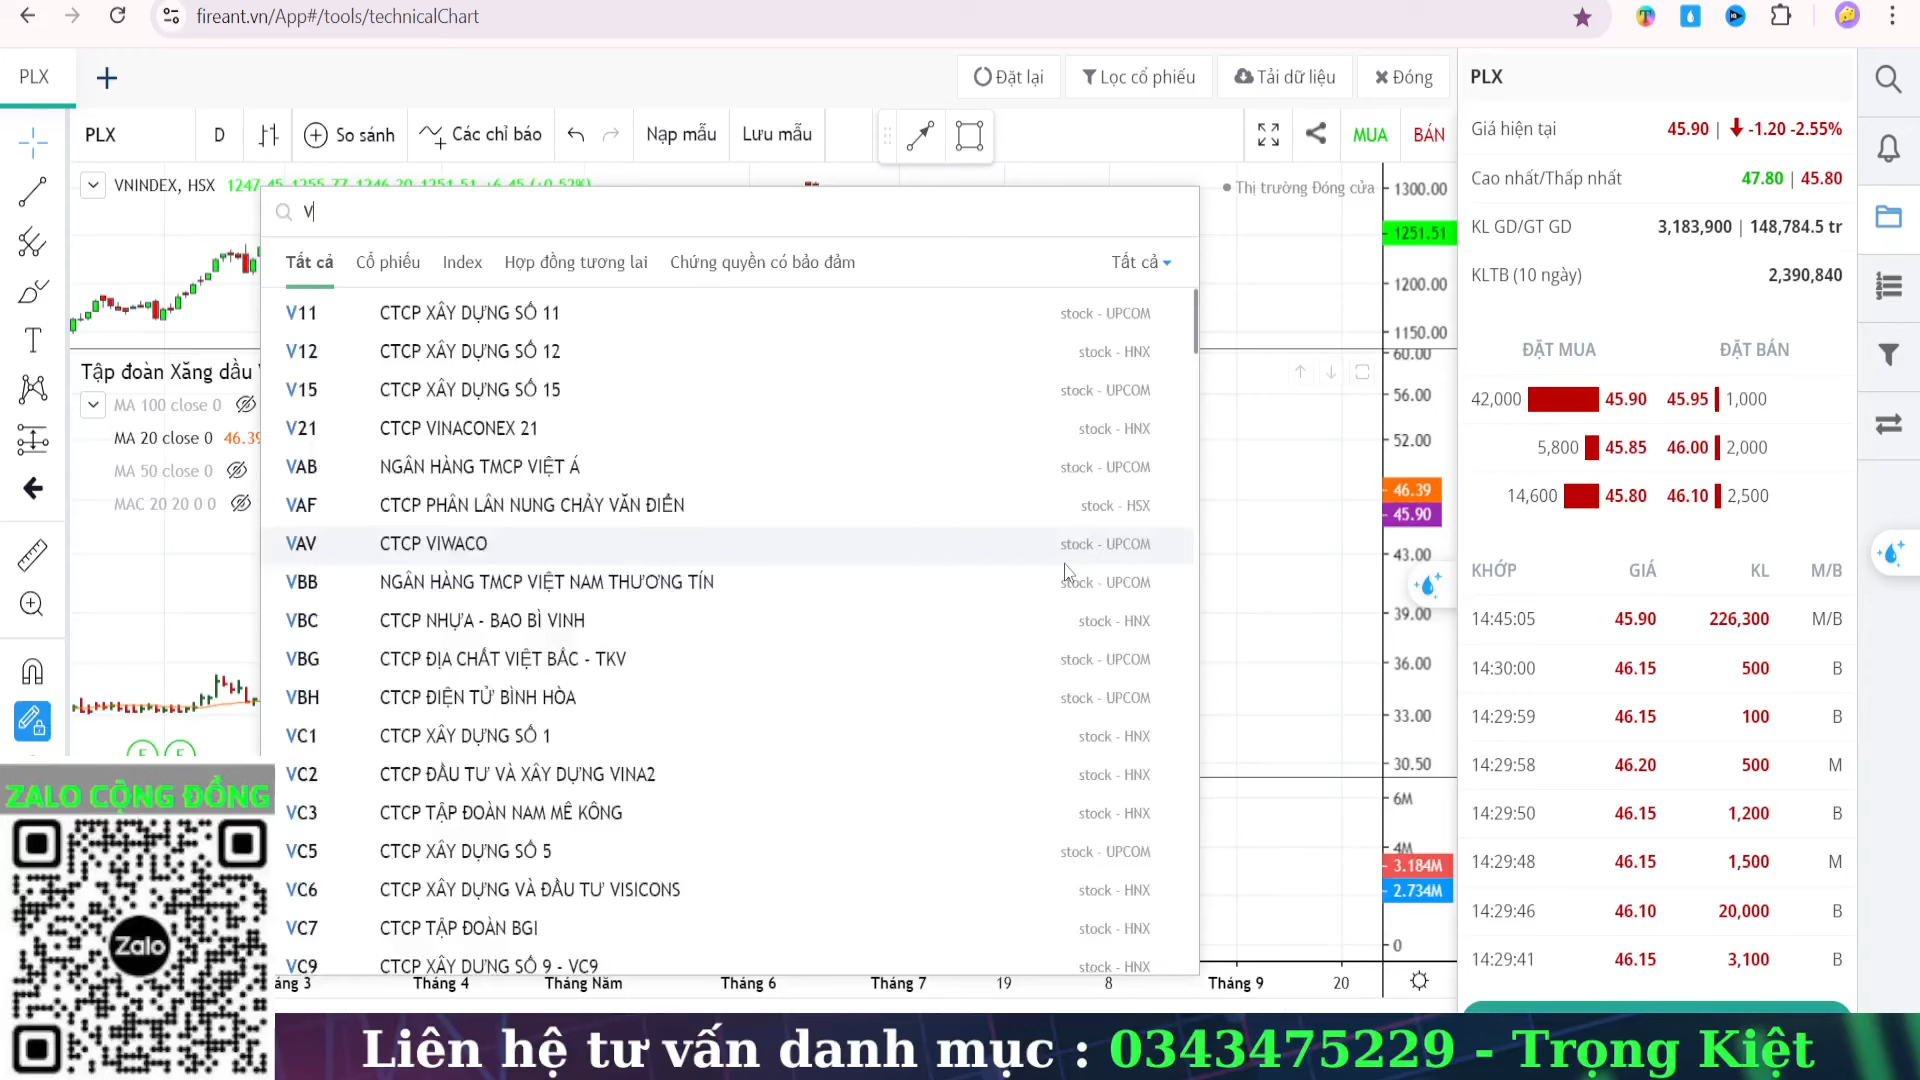 fireant.vn/App#/tools/technicalChart
PLX
Đặt lại
Lọc cổ phiếu
Tải dữ liệu
Đóng
PLX
PLX
D
So sánh
Các chỉ báo
Nạp mẫu
Lưu mẫu
MUA
BÁN
VNINDEX, HSX 1247.45 1255.77 1246.20 1251.51 +6.45 (+0.52%)
Thị trường Đóng cửa
V
Tất cả
Cổ phiếu
Index
Hợp đồng tương lai
Chứng quyền có bảo đảm
Tất cả
V11 CTCP XÂY DỰNG SỐ 11 stock - UPCOM
V12 CTCP XÂY DỰNG SỐ 12 stock - HNX
V15 CTCP XÂY DỰNG SỐ 15 stock - UPCOM
V21 CTCP VINACONEX 21 stock - HNX
VAB NGÂN HÀNG TMCP VIỆT Á stock - UPCOM
VAF CTCP PHÂN LÂN NUNG CHẢY VĂN ĐIỂN stock - HSX
VAV CTCP VIWACO stock - UPCOM
VBB NGÂN HÀNG TMCP VIỆT NAM THƯƠNG TÍN stock - UPCOM
VBC CTCP NHỰA - BAO BÌ VINH stock - HNX
VBG CTCP ĐỊA CHẤT VIỆT BẮC - TKV stock - UPCOM
VBH CTCP ĐIỆN TỬ BÌNH HÒA stock - UPCOM
VC1 CTCP XÂY DỰNG SỐ 1 stock - HNX
VC2 CTCP ĐẦU TƯ VÀ XÂY DỰNG VINA2 stock - HNX
VC3 CTCP TẬP ĐOÀN NAM MÊ KÔNG stock - HNX
VC5 CTCP XÂY DỰNG SỐ 5 stock - UPCOM
VC6 CTCP XÂY DỰNG VÀ ĐẦU TƯ VISICONS stock - HNX
VC7 CTCP TẬP ĐOÀN BGI stock - HNX
VC9 CTCP XÂY DỰNG SỐ 9 - VC9 stock - HNX
Tập đoàn Xăng dầu
MA 100 close 0
MA 20 close 0 46.39
MA 50 close 0
MAC 20 20 0 0
E E
1300.00
1251.51
1200.00
1150.00
60.00
56.00
52.00
46.39
45.90
43.00
39.00
36.00
33.00
30.50
6M
4M
3.184M
2.734M
0
áng 3
Tháng 4
Tháng Năm
Tháng 6
Tháng 7
19
8
Tháng 9
20
Giá hiện tại 45.90 | -1.20 -2.55%
Cao nhất/Thấp nhất 47.80 | 45.80
KL GD/GT GD 3,183,900 | 148,784.5 tr
KLTB (10 ngày) 2,390,840
ĐẶT MUA ĐẶT BÁN
42,000 45.90 45.95 1,000
5,800 45.85 46.00 2,000
14,600 45.80 46.10 2,500
KHỚP GIÁ KL M/B
14:45:05 45.90 226,300 M/B
14:30:00 46.15 500 B
14:29:59 46.15 100 B
14:29:58 46.20 500 M
14:29:50 46.15 1,200 B
14:29:48 46.15 1,500 M
14:29:46 46.10 20,000 B
14:29:41 46.15 3,100 B
ZALO CỘNG ĐỒNG
Zalo
Liên hệ tư vấn danh mục : 0343475229 - Trọng Kiệt